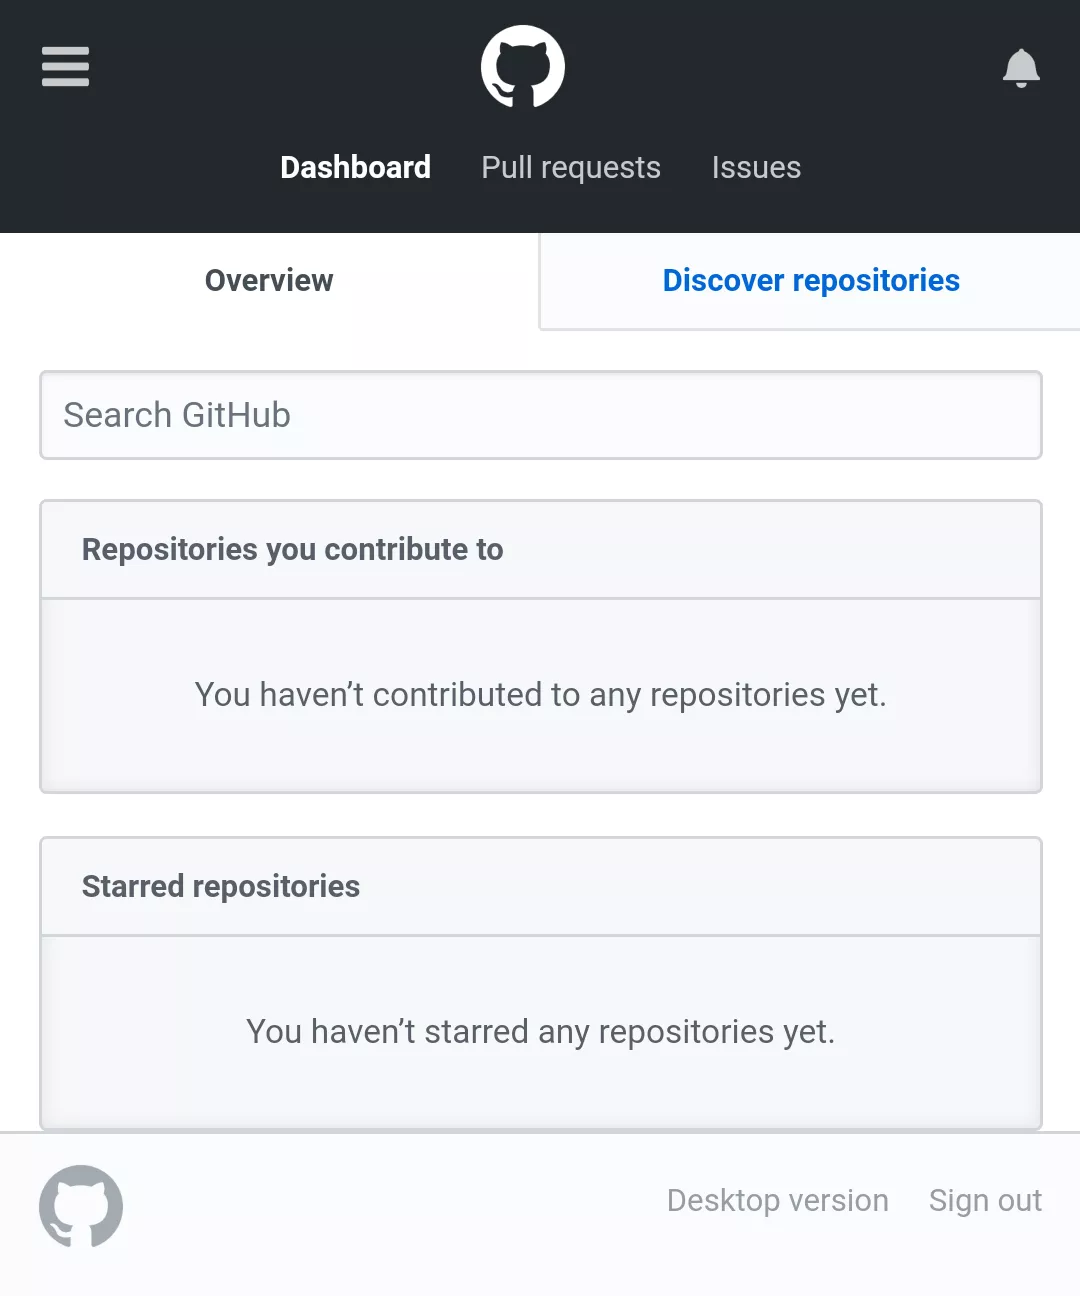 Dashboard Pull requests Issues
Overview Discover repositories
Search GitHub
Repositories you contribute to
You haven’t contributed to any repositories yet.
Starred repositories
You haven’t starred any repositories yet.
Desktop version Sign out